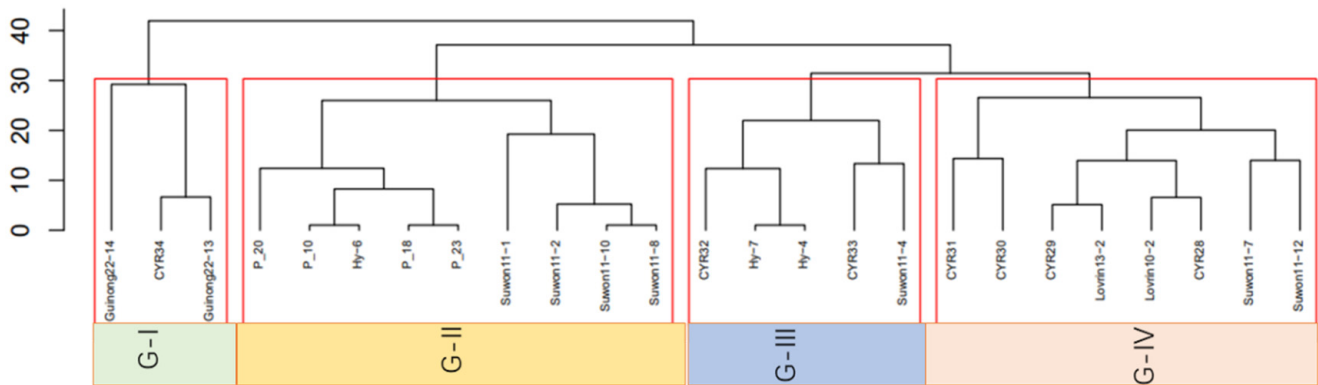 40
30
20
10
0
Guinong22-14
CYR34
Guinong22-13
P_20
P_10
Hy-6
P_18
P_23
Suwon11-1
Suwon11-2
Suwon11-10
Suwon11-8
CYR32
Hy-7
Hy-4
CYR33
Suwon11-4
CYR31
CYR30
CYR29
Lovrin13-2
Lovrin10-2
CYR28
Suwon11-7
Suwon11-12
G-I
G-II
G-III
G-IV